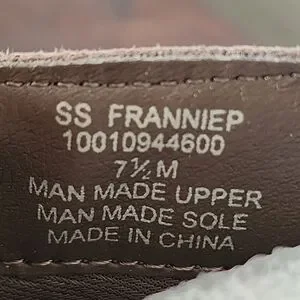 SS FRANNIEP
10010944600
7½ M
MAN MADE UPPER
MAN MADE SOLE
MADE IN CHINA